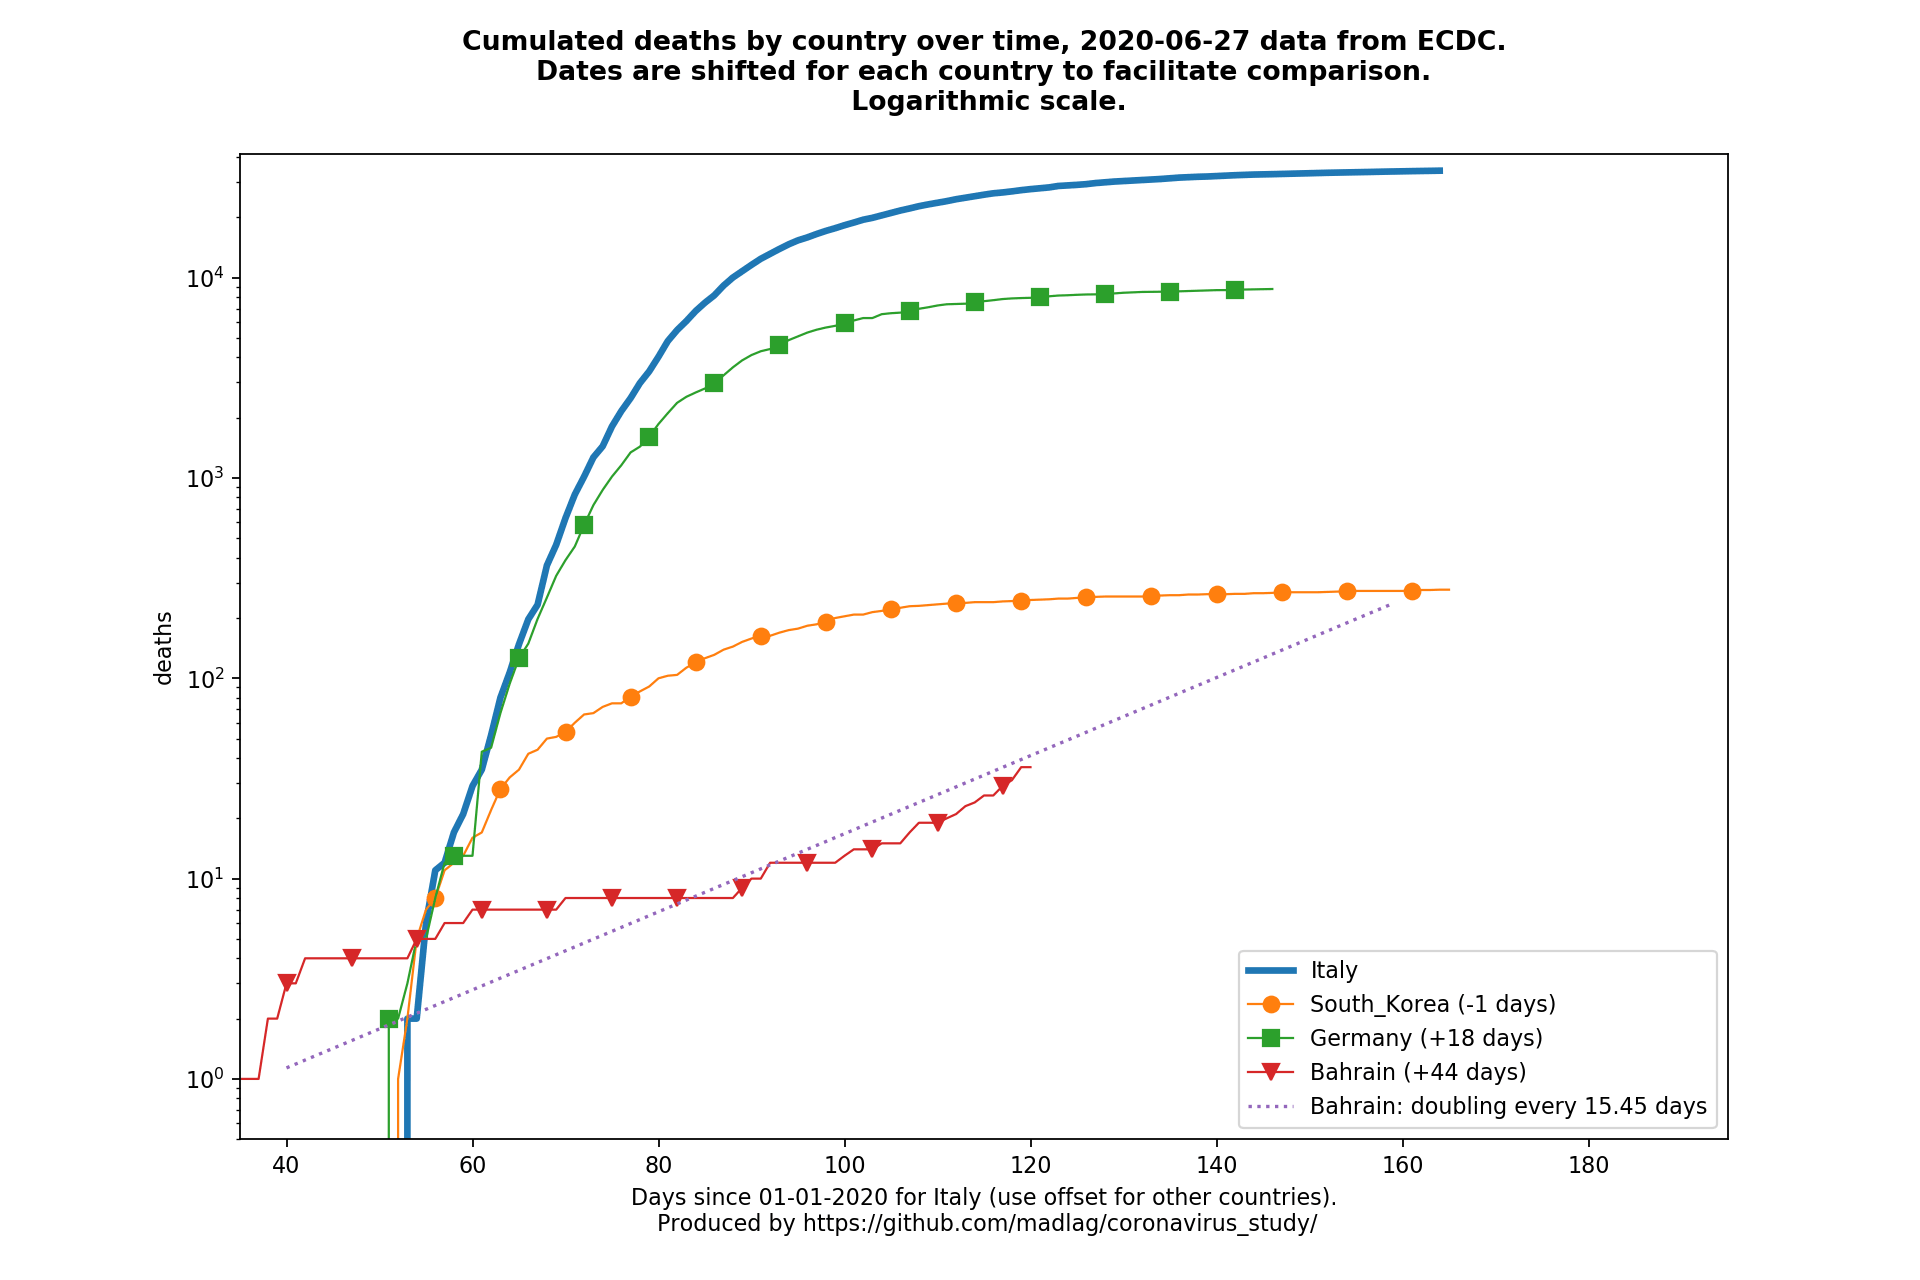 Cumulated deaths by country over time, 2020-06-27 data from ECDC.
Dates are shifted for each country to facilitate comparison.
Logarithmic scale.
10^4
10^3
10^2
10^1
10^0
deaths
Italy
South_Korea (-1 days)
Germany (+18 days)
Bahrain (+44 days)
Bahrain: doubling every 15.45 days
40 60 80 100 120 140 160 180
Days since 01-01-2020 for Italy (use offset for other countries).
Produced by https://github.com/madlag/coronavirus_study/